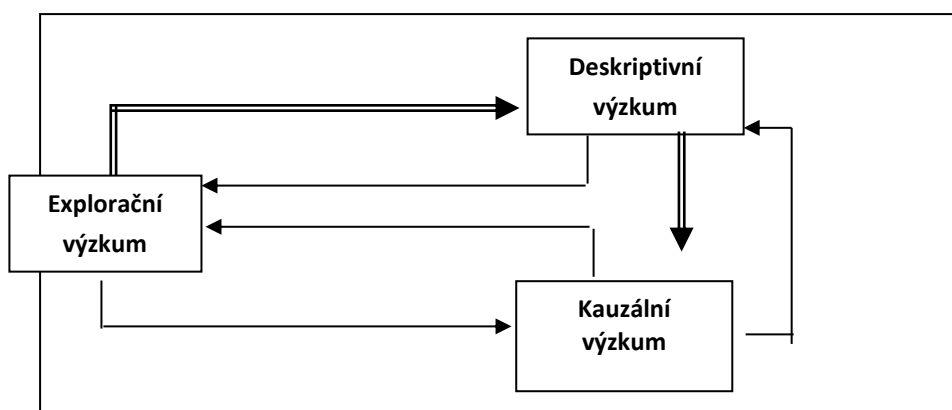 Deskriptivní
výzkum
Explorační
výzkum
Kauzální
výzkum